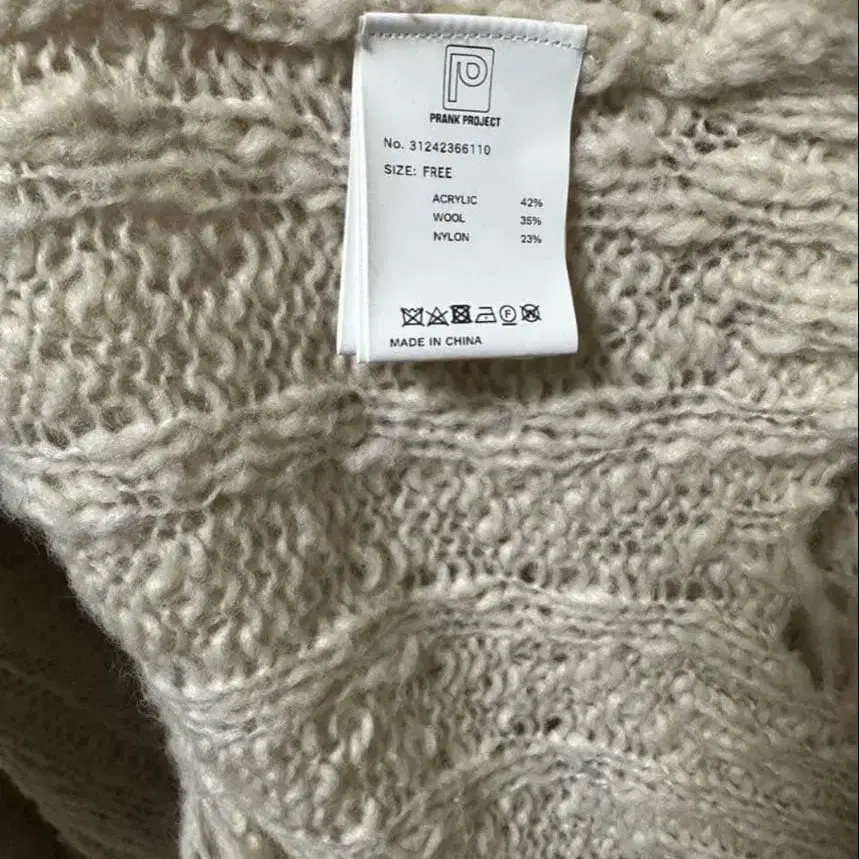 PRANK PROJECT
No. 31242366110
SIZE: FREE
ACRYLIC 42%
WOOL 35%
NYLON 23%
F W
MADE IN CHINA